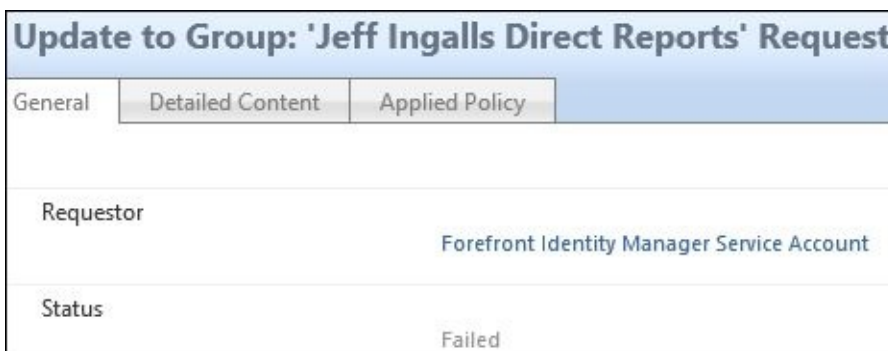 Update to Group: 'Jeff Ingalls Direct Reports' Request
General Detailed Content Applied Policy
Requestor
Forefront Identity Manager Service Account
Status
Failed